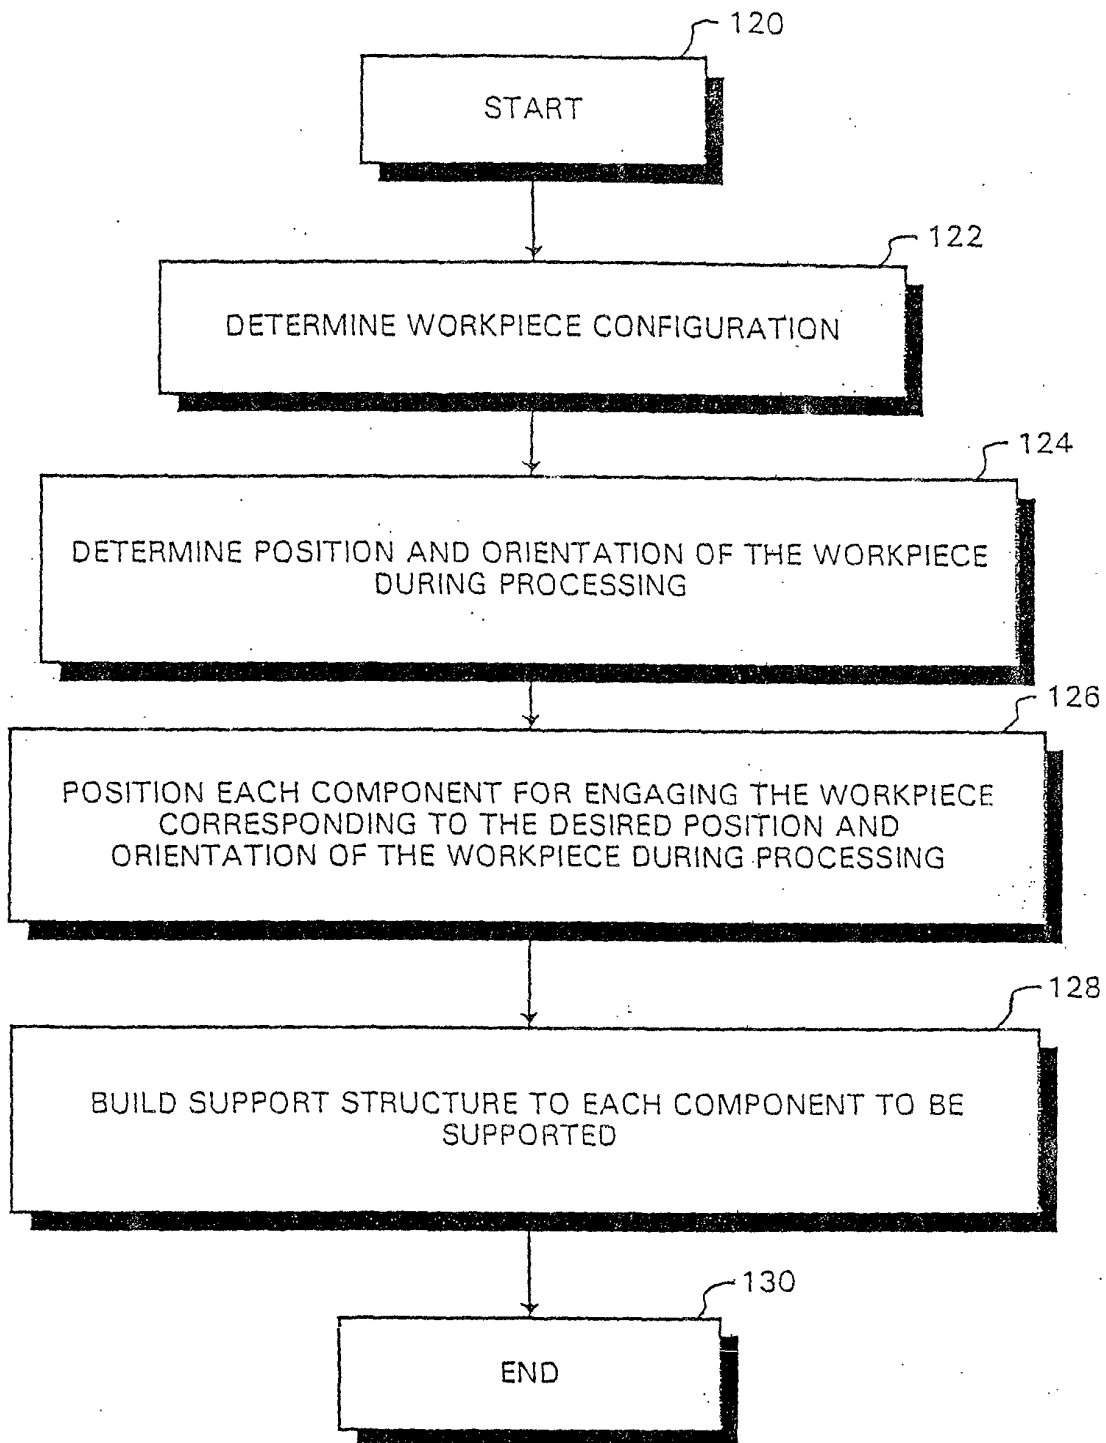 120
START
122
DETERMINE WORKPIECE CONFIGURATION
124
DETERMINE POSITION AND ORIENTATION OF THE WORKPIECE
DURING PROCESSING
126
POSITION EACH COMPONENT FOR ENGAGING THE WORKPIECE
CORRESPONDING TO THE DESIRED POSITION AND
ORIENTATION OF THE WORKPIECE DURING PROCESSING
128
BUILD SUPPORT STRUCTURE TO EACH COMPONENT TO BE
SUPPORTED
130
END